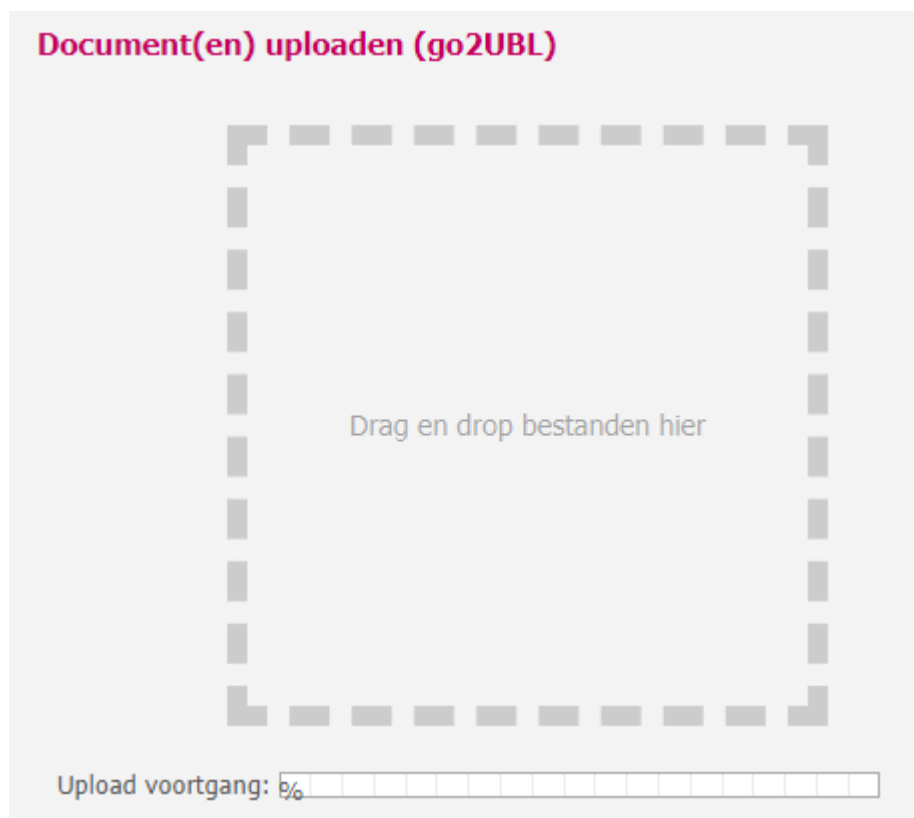 Document(en) uploaden (go2UBL)
Drag en drop bestanden hier
Upload voortgang: %